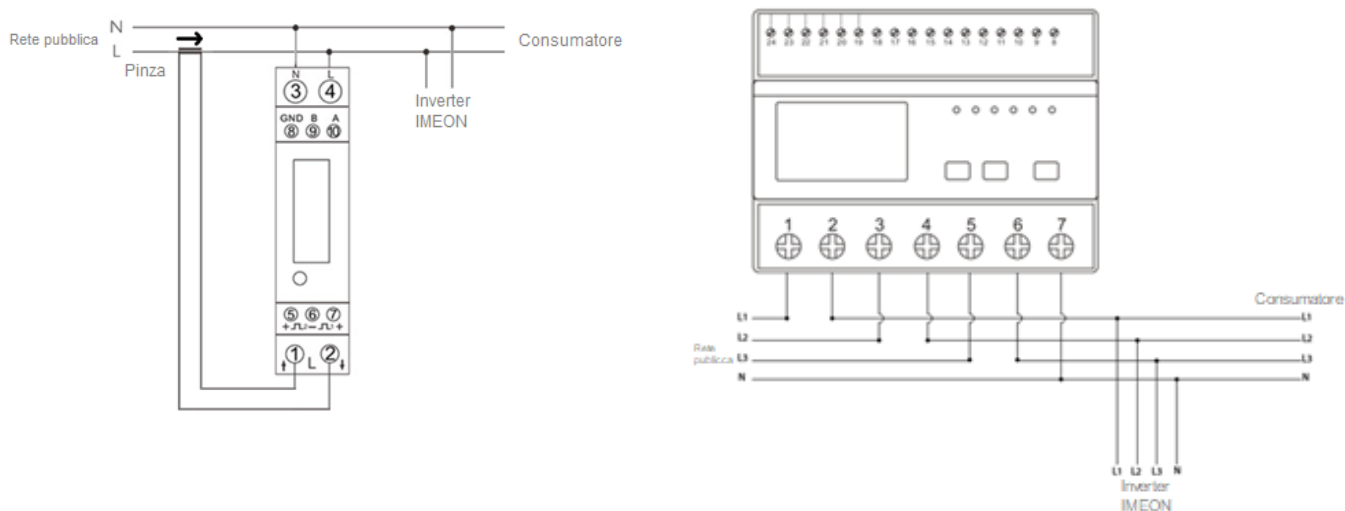 N
Rete pubblica
L
Pinza
Consumatore
Inverter
IMEON
N L
3 4
GND B A
8 9 10
5 6 7
+ 2 - 1 +
1 L 2
24 23 22 21 20 19 18 17 16 15 14 13 12 11 10 9 8
1 2 3 4 5 6 7
Consumatore
L1 L1
L2 L2
Rete
pubblica L3 L3
N N
L1 L2 L3 N
Inverter
IMEON